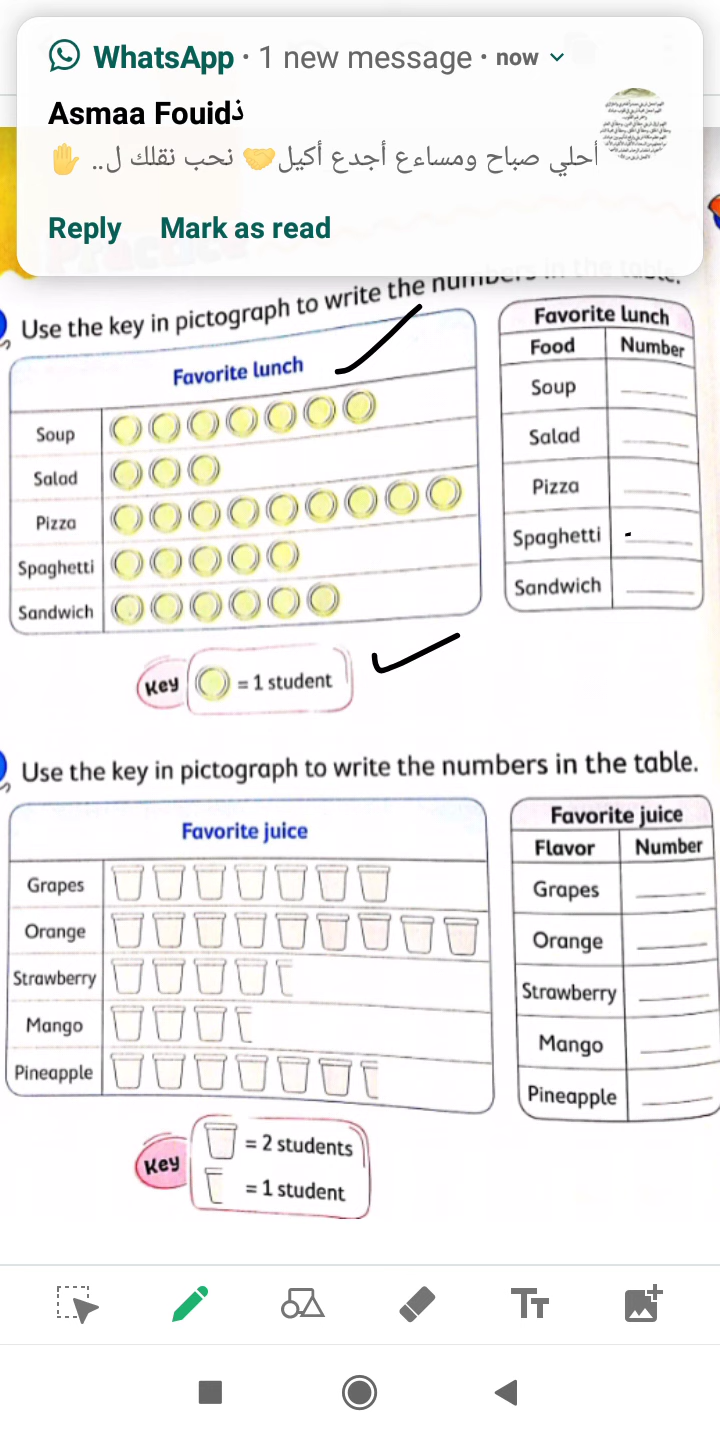 WhatsApp · 1 new message · now
Asmaa Fouidذ
أحلي صباح ومساءع أجدع أكيل🤝 نحب نقلك ل.. ✋
Reply Mark as read
Use the key in pictograph to write the numbers in the table.
Favorite lunch
Soup
Salad
Pizza
Spaghetti
Sandwich
Key = 1 student
Favorite lunch
Food Number
Soup
Salad
Pizza
Spaghetti
Sandwich
Use the key in pictograph to write the numbers in the table.
Favorite juice
Grapes
Orange
Strawberry
Mango
Pineapple
Key = 2 students
= 1 student
Favorite juice
Flavor Number
Grapes
Orange
Strawberry
Mango
Pineapple
TT